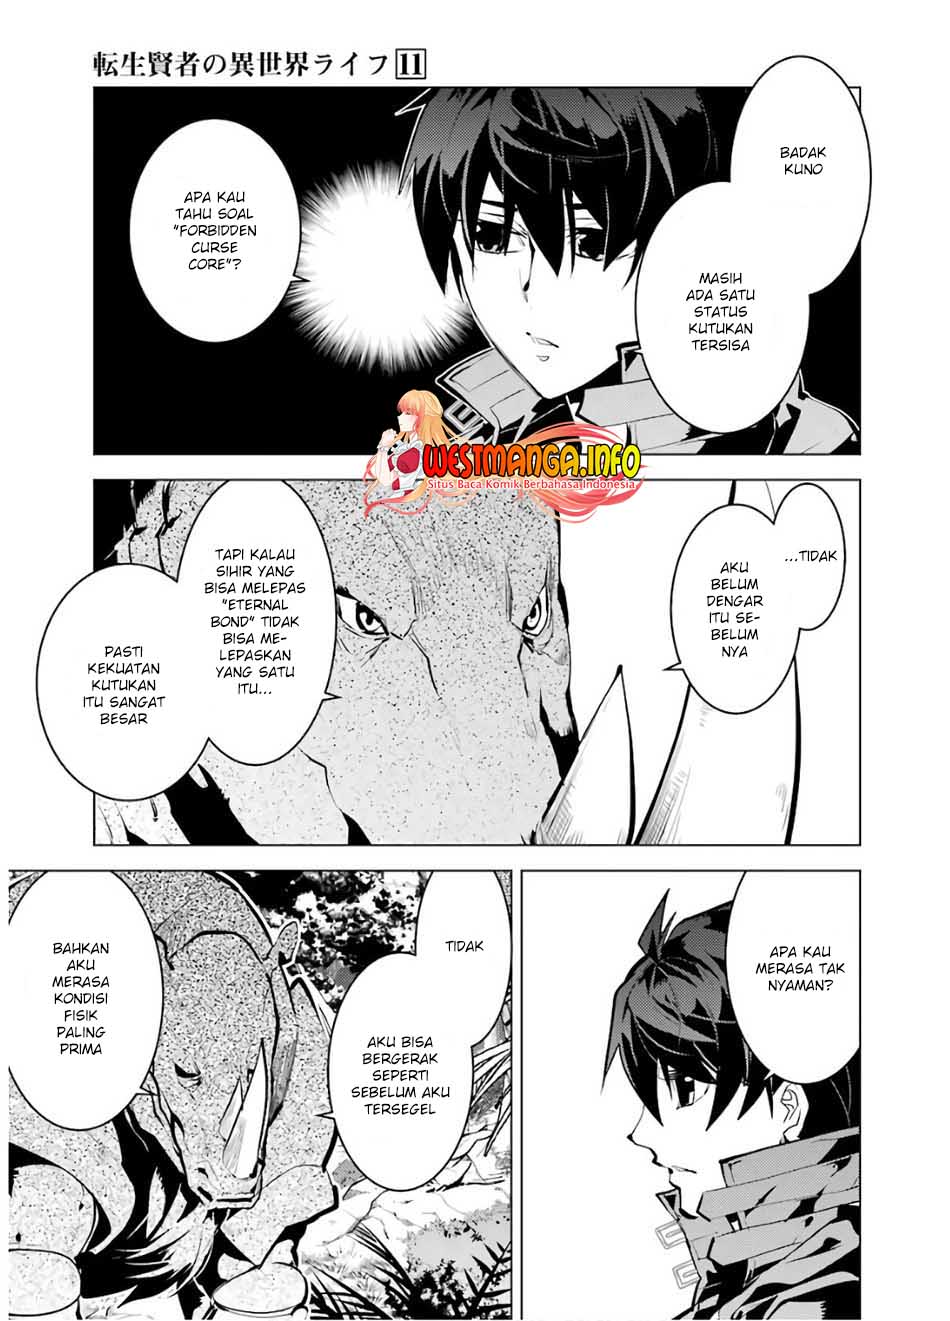 転生賢者の異世界ライフ 11
BADAK
KUNO
MASIH
ADA SATU
STATUS
KUTUKAN
TERSISA
APA KAU
TAHU SOAL
"FORBIDDEN
CURSE
CORE"?
WESTMANGA.INFO
Situs Baca Komik Berbahasa Indonesia
...TIDAK
AKU
BELUM
DENGAR
ITU SE-
BELUM
NYA
TAPI KALAU
SIHIR YANG
BISA MELEPAS
"ETERNAL
BOND" TIDAK
BISA ME-
LEPASKAN
YANG SATU
ITU...
PASTI
KEKUATAN
KUTUKAN
ITU SANGAT
BESAR
APA KAU
MERASA TAK
NYAMAN?
TIDAK
AKU BISA
BERGERAK
SEPERTI
SEBELUM AKU
TERSEGEL
BAHKAN
AKU
MERASA
KONDISI
FISIK
PALING
PRIMA